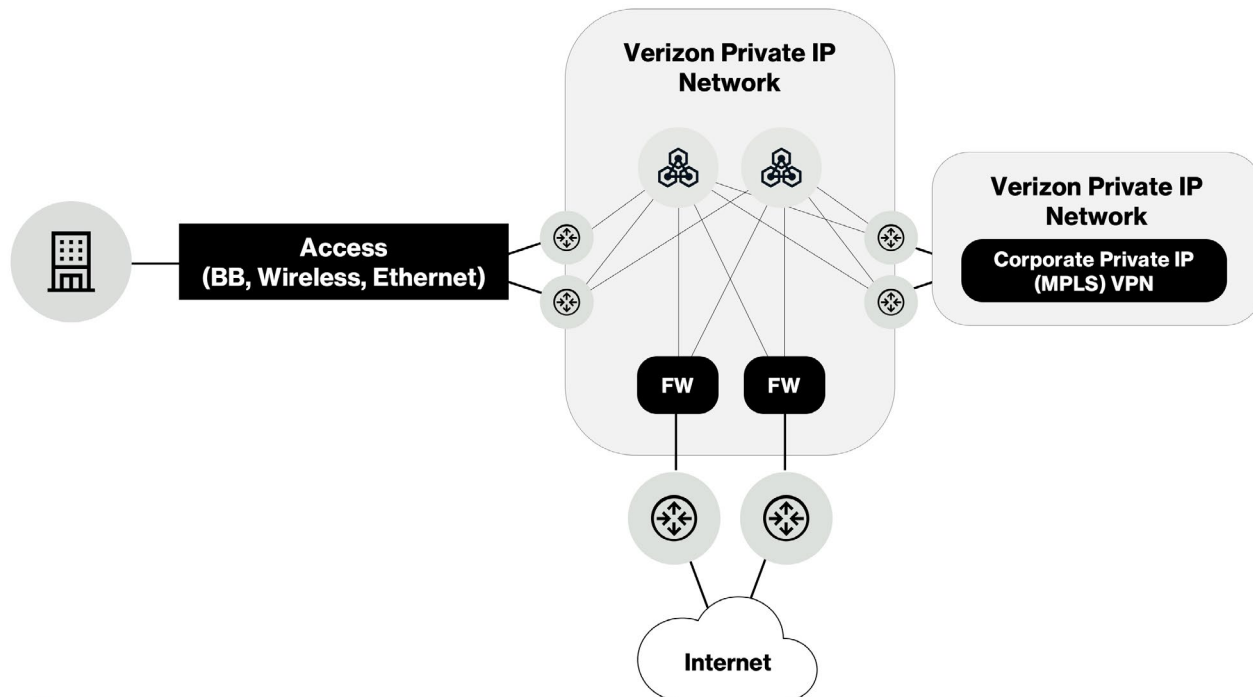 Verizon Private IP
Network
Access
(BB, Wireless, Ethernet)
Verizon Private IP
Network
Corporate Private IP
(MPLS) VPN
FW
FW
Internet